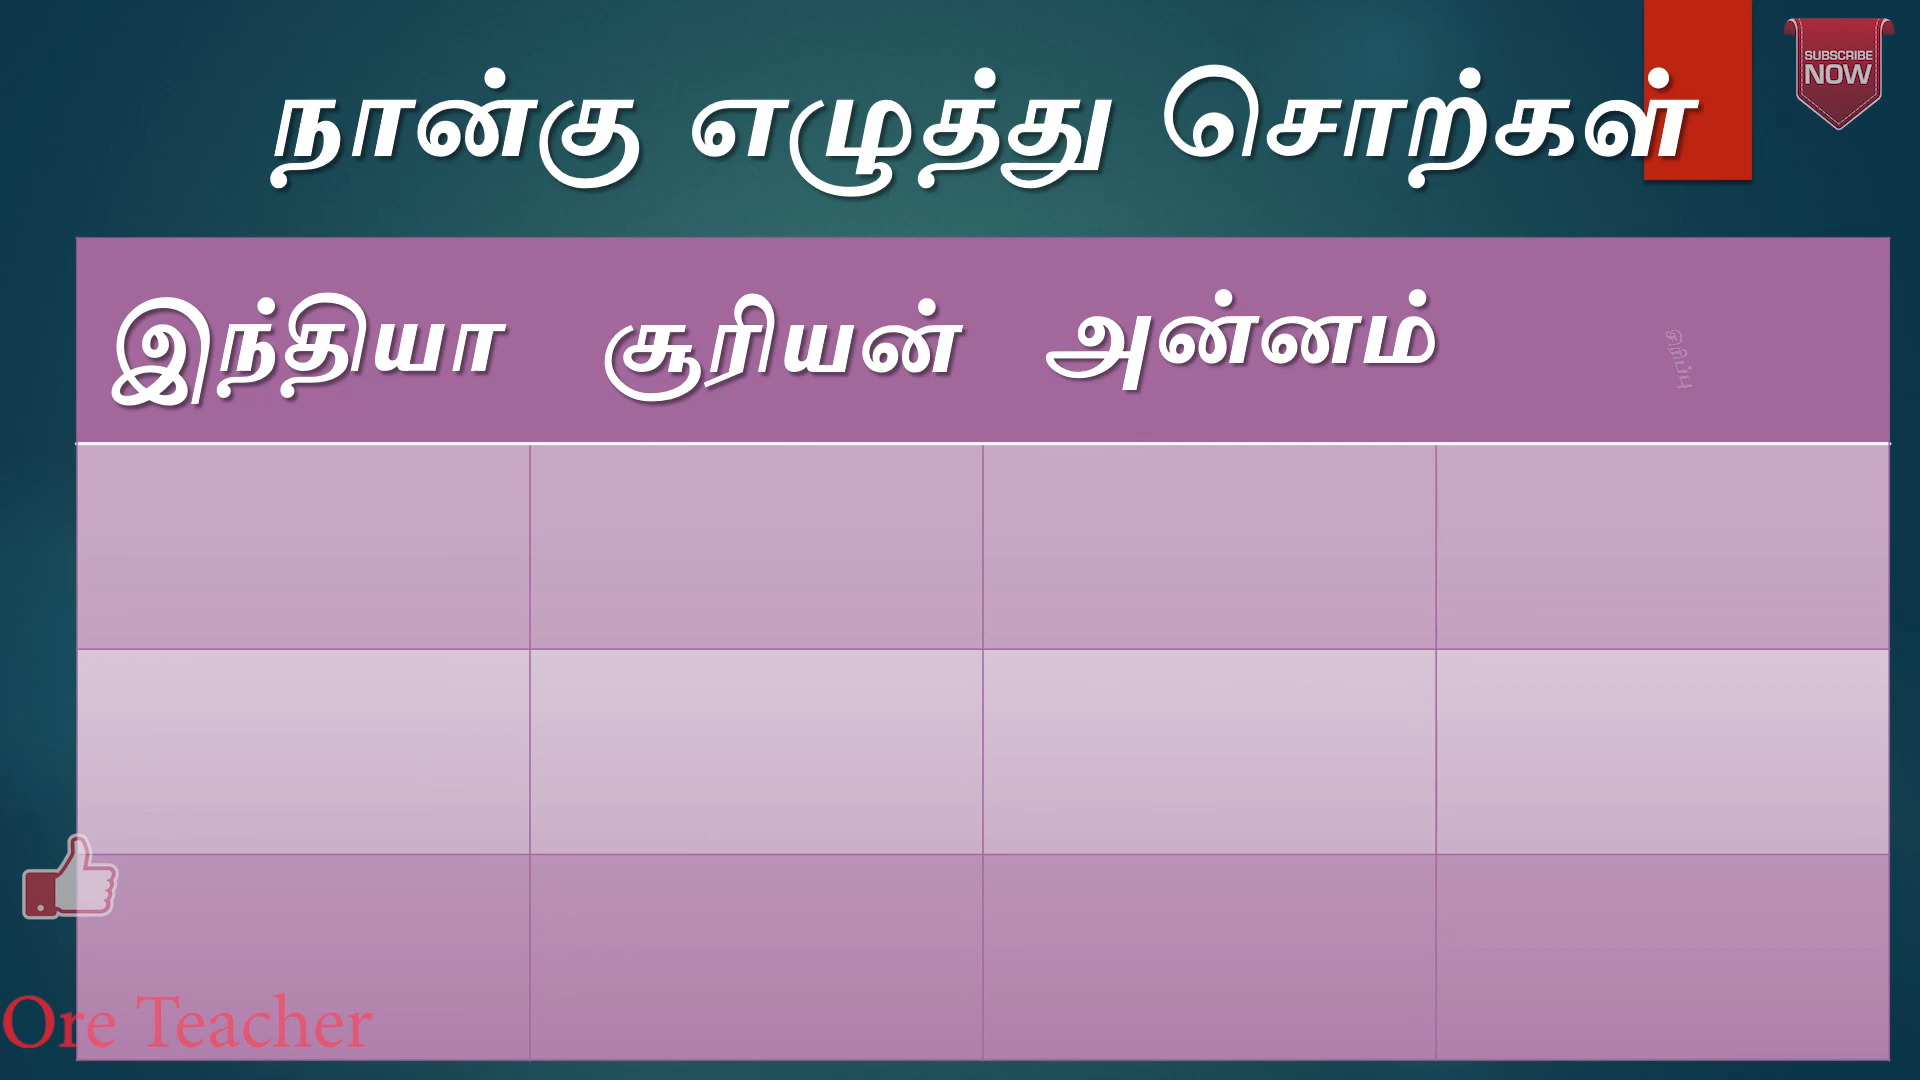 நான்கு எழுத்து சொற்கள்
SUBSCRIBE
NOW
இந்தியா சூரியன் அன்னம் குறிப்பு
Ore Teacher